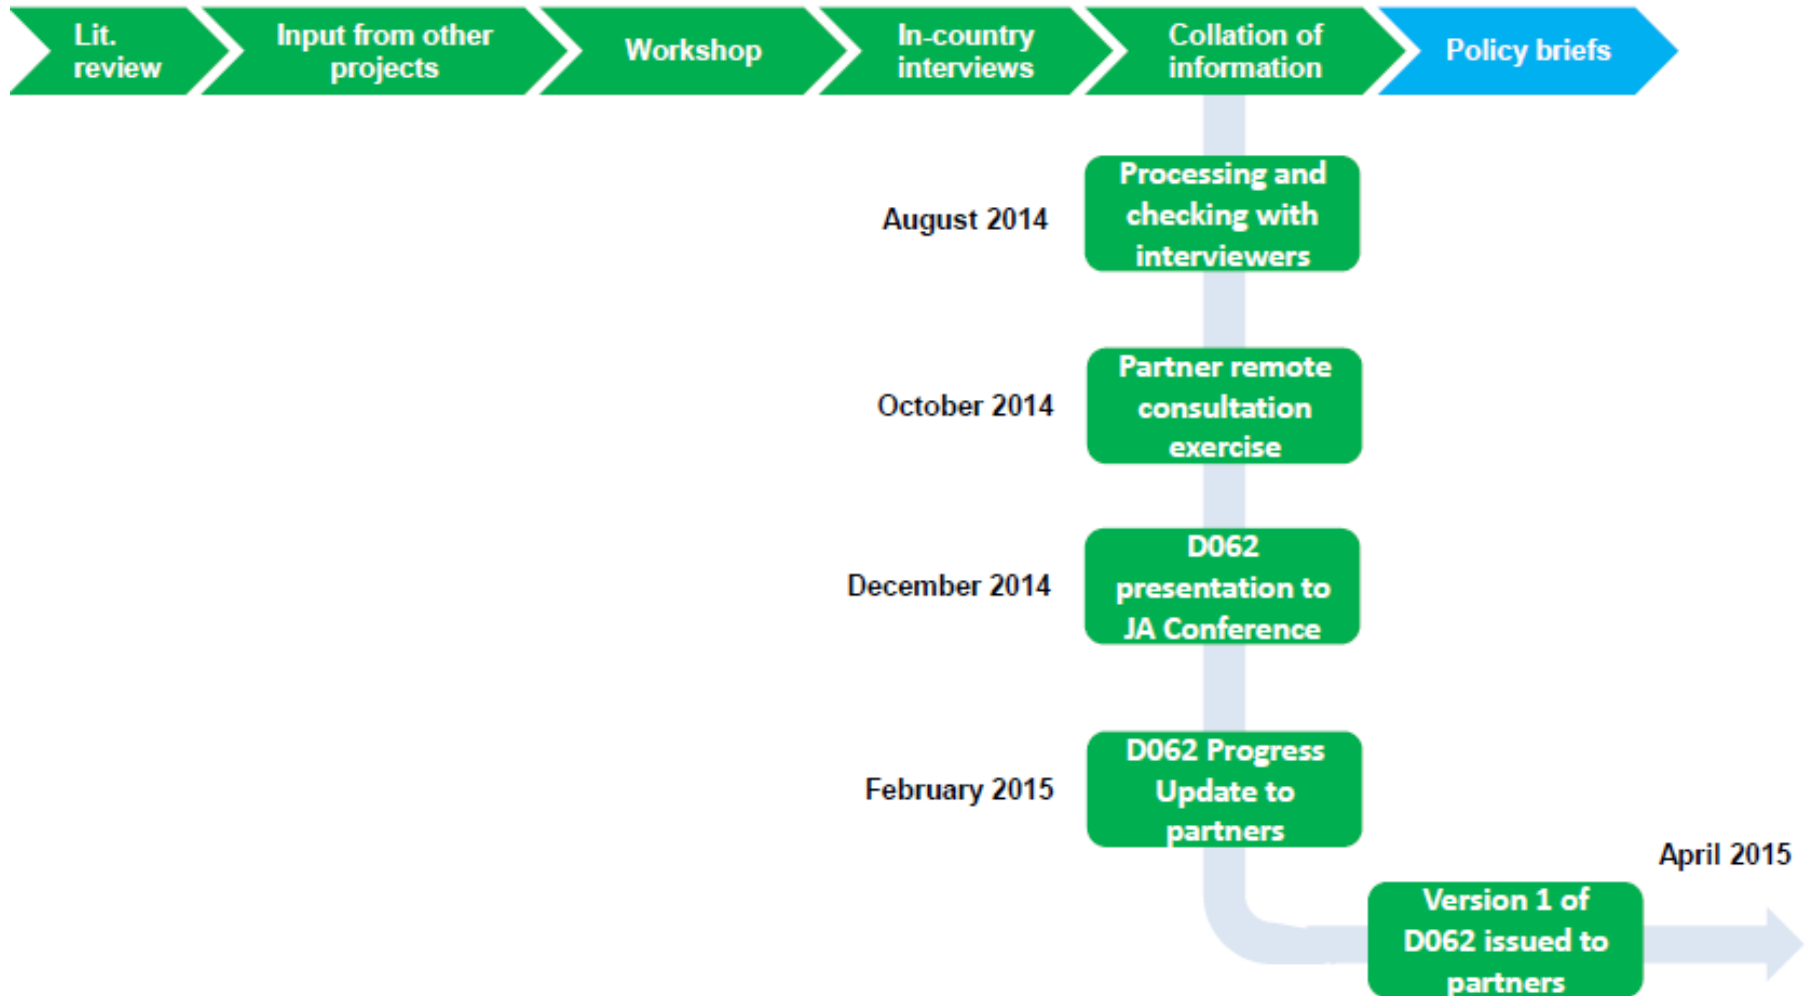 Lit.
review
Input from other
projects
Workshop
In-country
interviews
Collation of
information
Policy briefs
August 2014
Processing and
checking with
interviewers
October 2014
Partner remote
consultation
exercise
December 2014
D062
presentation to
JA Conference
February 2015
D062 Progress
Update to
partners
April 2015
Version 1 of
D062 issued to
partners